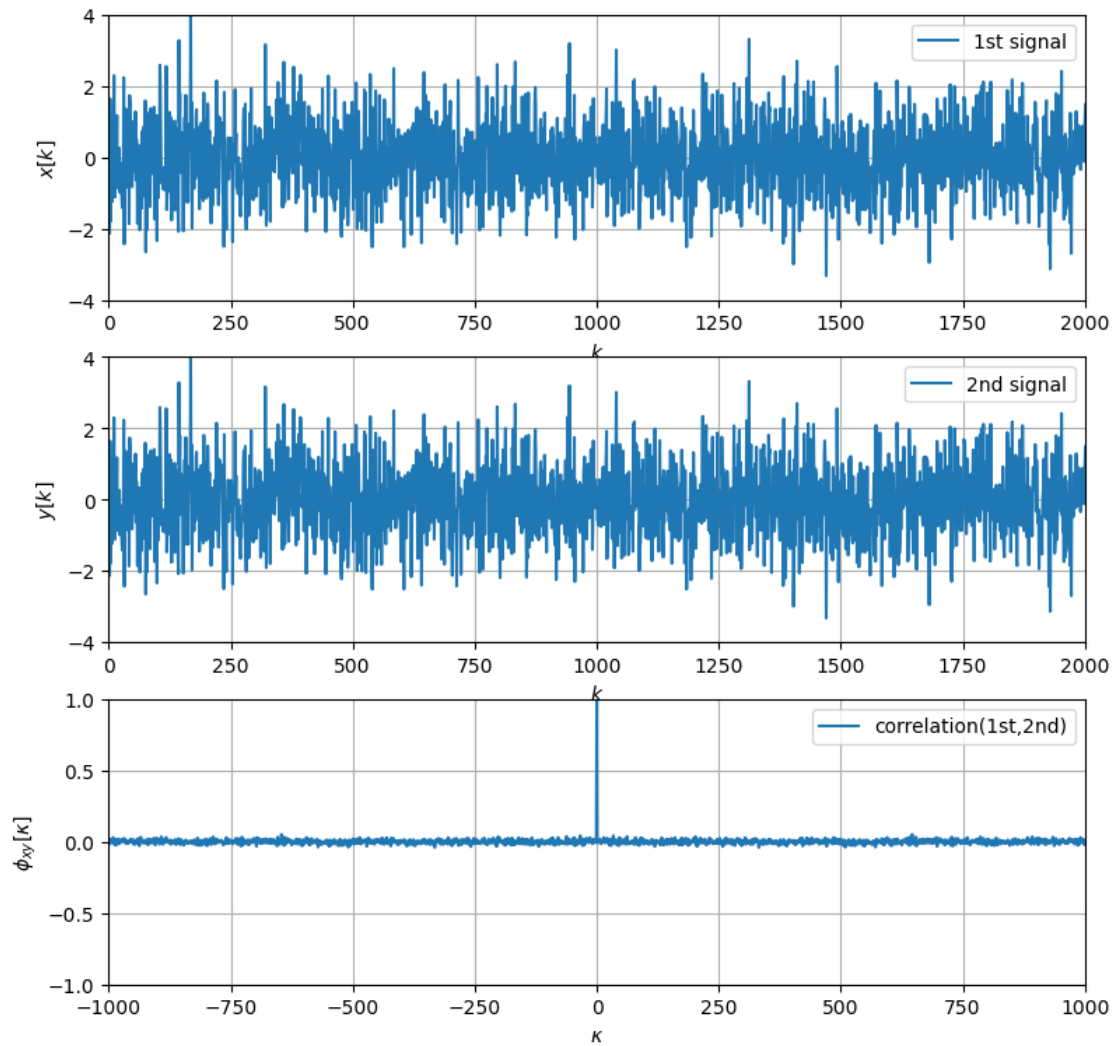 4
2
0
−2
−4
x[k]
1st signal
0 250 500 750 1000 1250 1500 1750 2000
k
4
2
0
−2
−4
y[k]
2nd signal
0 250 500 750 1000 1250 1500 1750 2000
k
1.0
0.5
0.0
−0.5
−1.0
ϕxy[κ]
correlation(1st,2nd)
−1000 −750 −500 −250 0 250 500 750 1000
κ